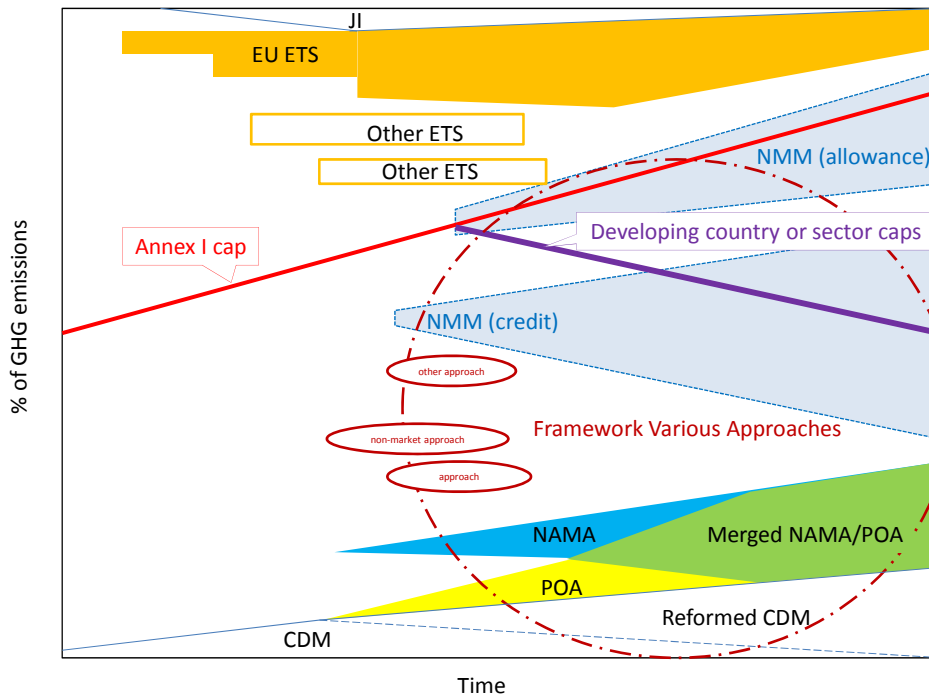 JI
EU ETS
Other ETS
Other ETS
NMM (allowance)
Developing country or sector caps
Annex I cap
NMM (credit)
other approach
Framework Various Approaches
non-market approach
approach
NAMA
Merged NAMA/POA
POA
Reformed CDM
CDM
% of GHG emissions
Time